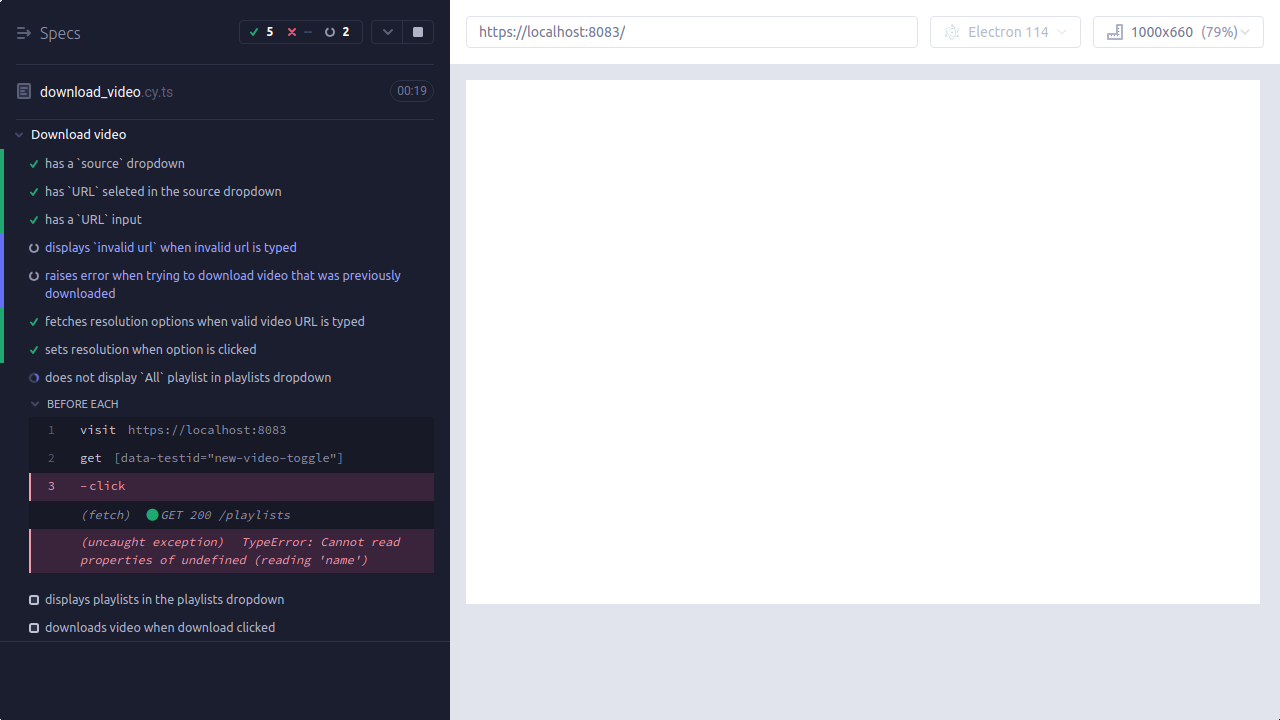 Specs
5 -- 2
download_video.cy.ts
00:19
Download video
has a `source` dropdown
has `URL` seleted in the source dropdown
has a `URL` input
displays `invalid url` when invalid url is typed
raises error when trying to download video that was previously
downloaded
fetches resolution options when valid video URL is typed
sets resolution when option is clicked
does not display `All` playlist in playlists dropdown
BEFORE EACH
1 visit https://localhost:8083
2 get [data-testid="new-video-toggle"]
3 -click
(fetch) GET 200 /playlists
(uncaught exception) TypeError: Cannot read
properties of undefined (reading 'name')
displays playlists in the playlists dropdown
downloads video when download clicked
https://localhost:8083/
Electron 114
1000x660 (79%)